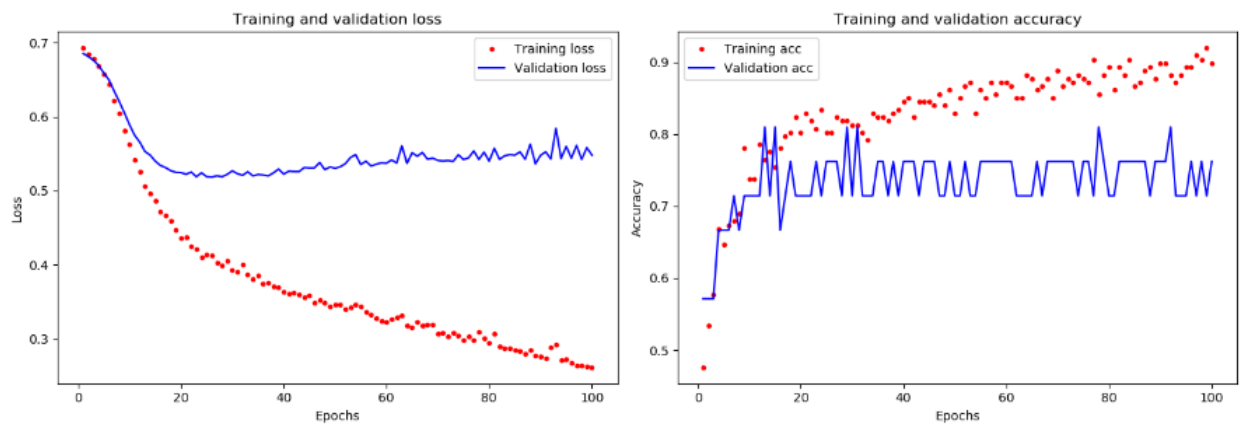 Training and validation loss
0.7
0.6
0.5
0.4
0.3
Loss
Training loss
Validation loss
0
20
40
60
80
100
Epochs
Training and validation accuracy
0.9
0.8
0.7
0.6
0.5
Accuracy
Training acc
Validation acc
0
20
40
60
80
100
Epochs